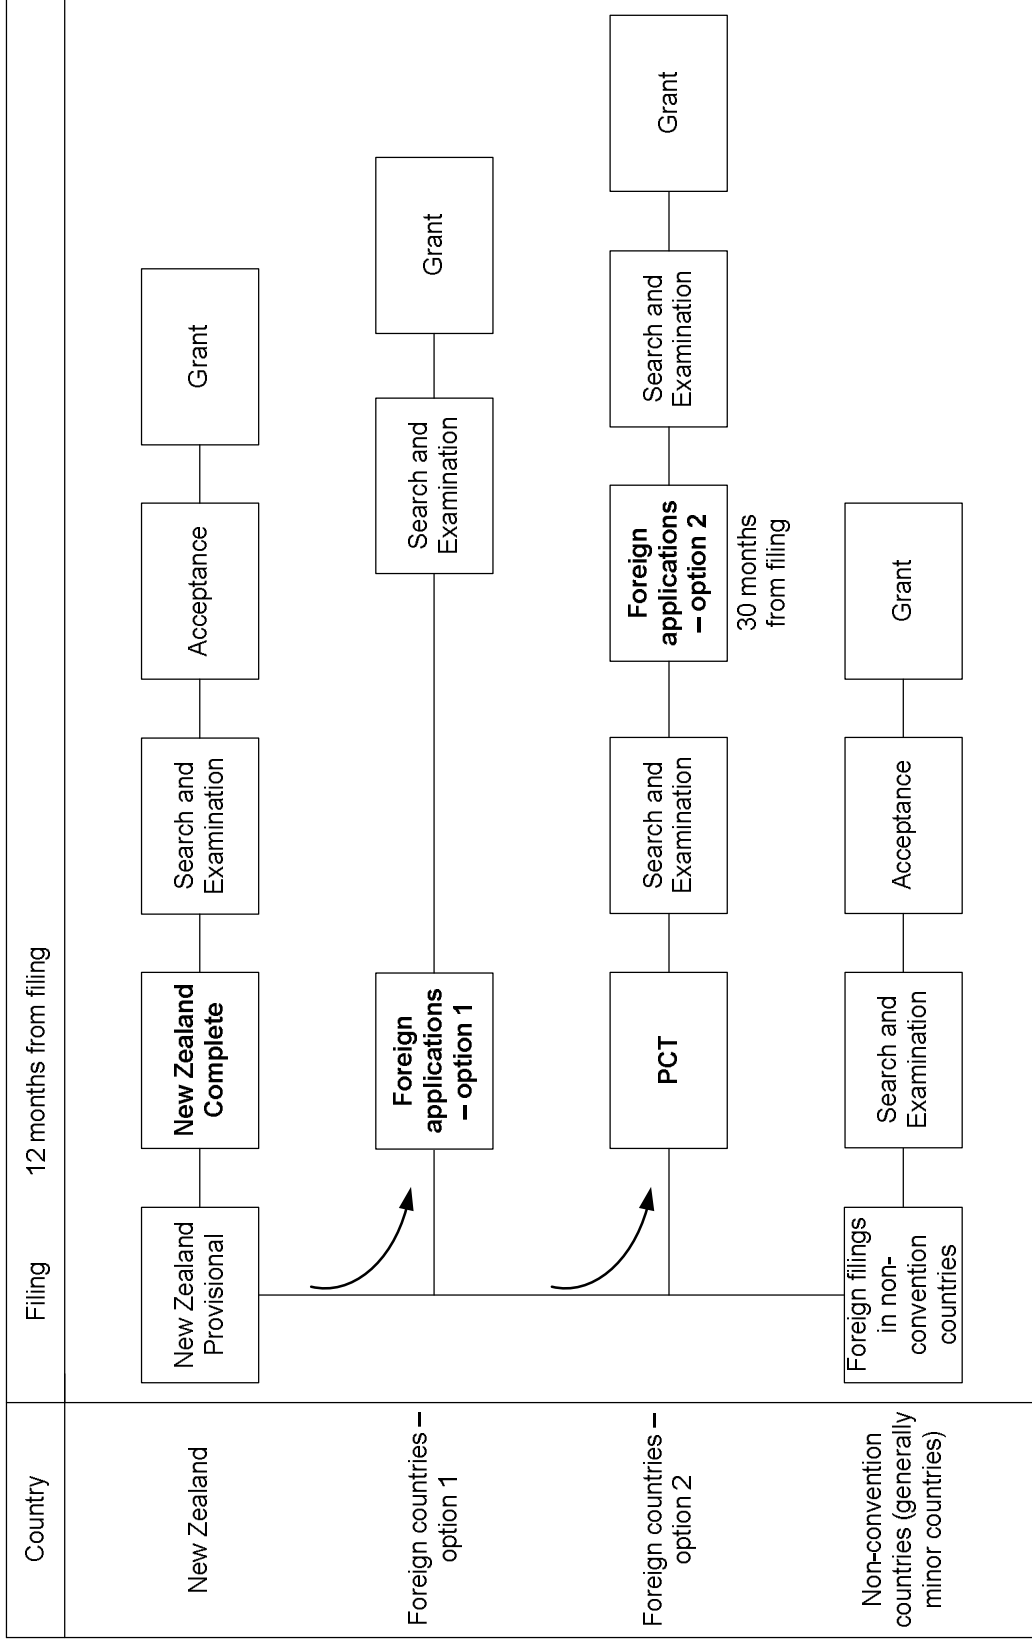 Country
Filing
12 months from filing
New Zealand
New Zealand
Provisional
New Zealand
Complete
Search and
Examination
Acceptance
Grant
Foreign countries –
option 1
Foreign
applications
– option 1
Search and
Examination
Grant
Foreign countries –
option 2
PCT
Search and
Examination
Foreign
applications
– option 2
30 months
from filing
Search and
Examination
Grant
Non-convention
countries (generally
minor countries)
Foreign filings
in non-
convention
countries
Search and
Examination
Acceptance
Grant